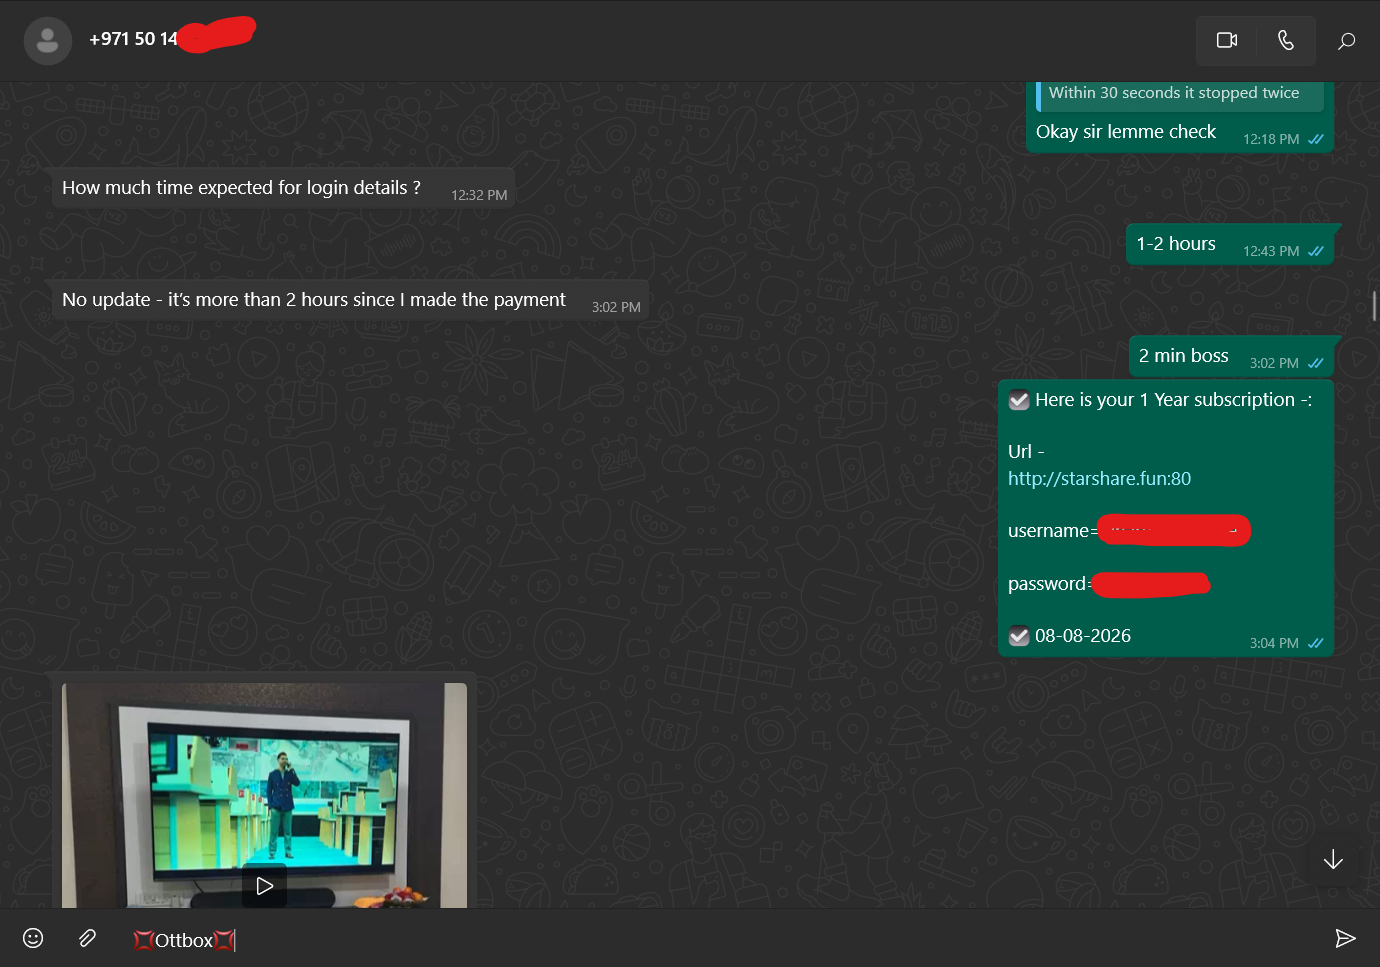 +971 50 14
Within 30 seconds it stopped twice
Okay sir lemme check
12:18 PM
How much time expected for login details ?
12:32 PM
1-2 hours
12:43 PM
No update - it's more than 2 hours since I made the payment
3:02 PM
2 min boss
3:02 PM
Here is your 1 Year subscription -:
Url -
http://starshare.fun:80
username=
password=
08-08-2026
3:04 PM
💢Ottbox💢